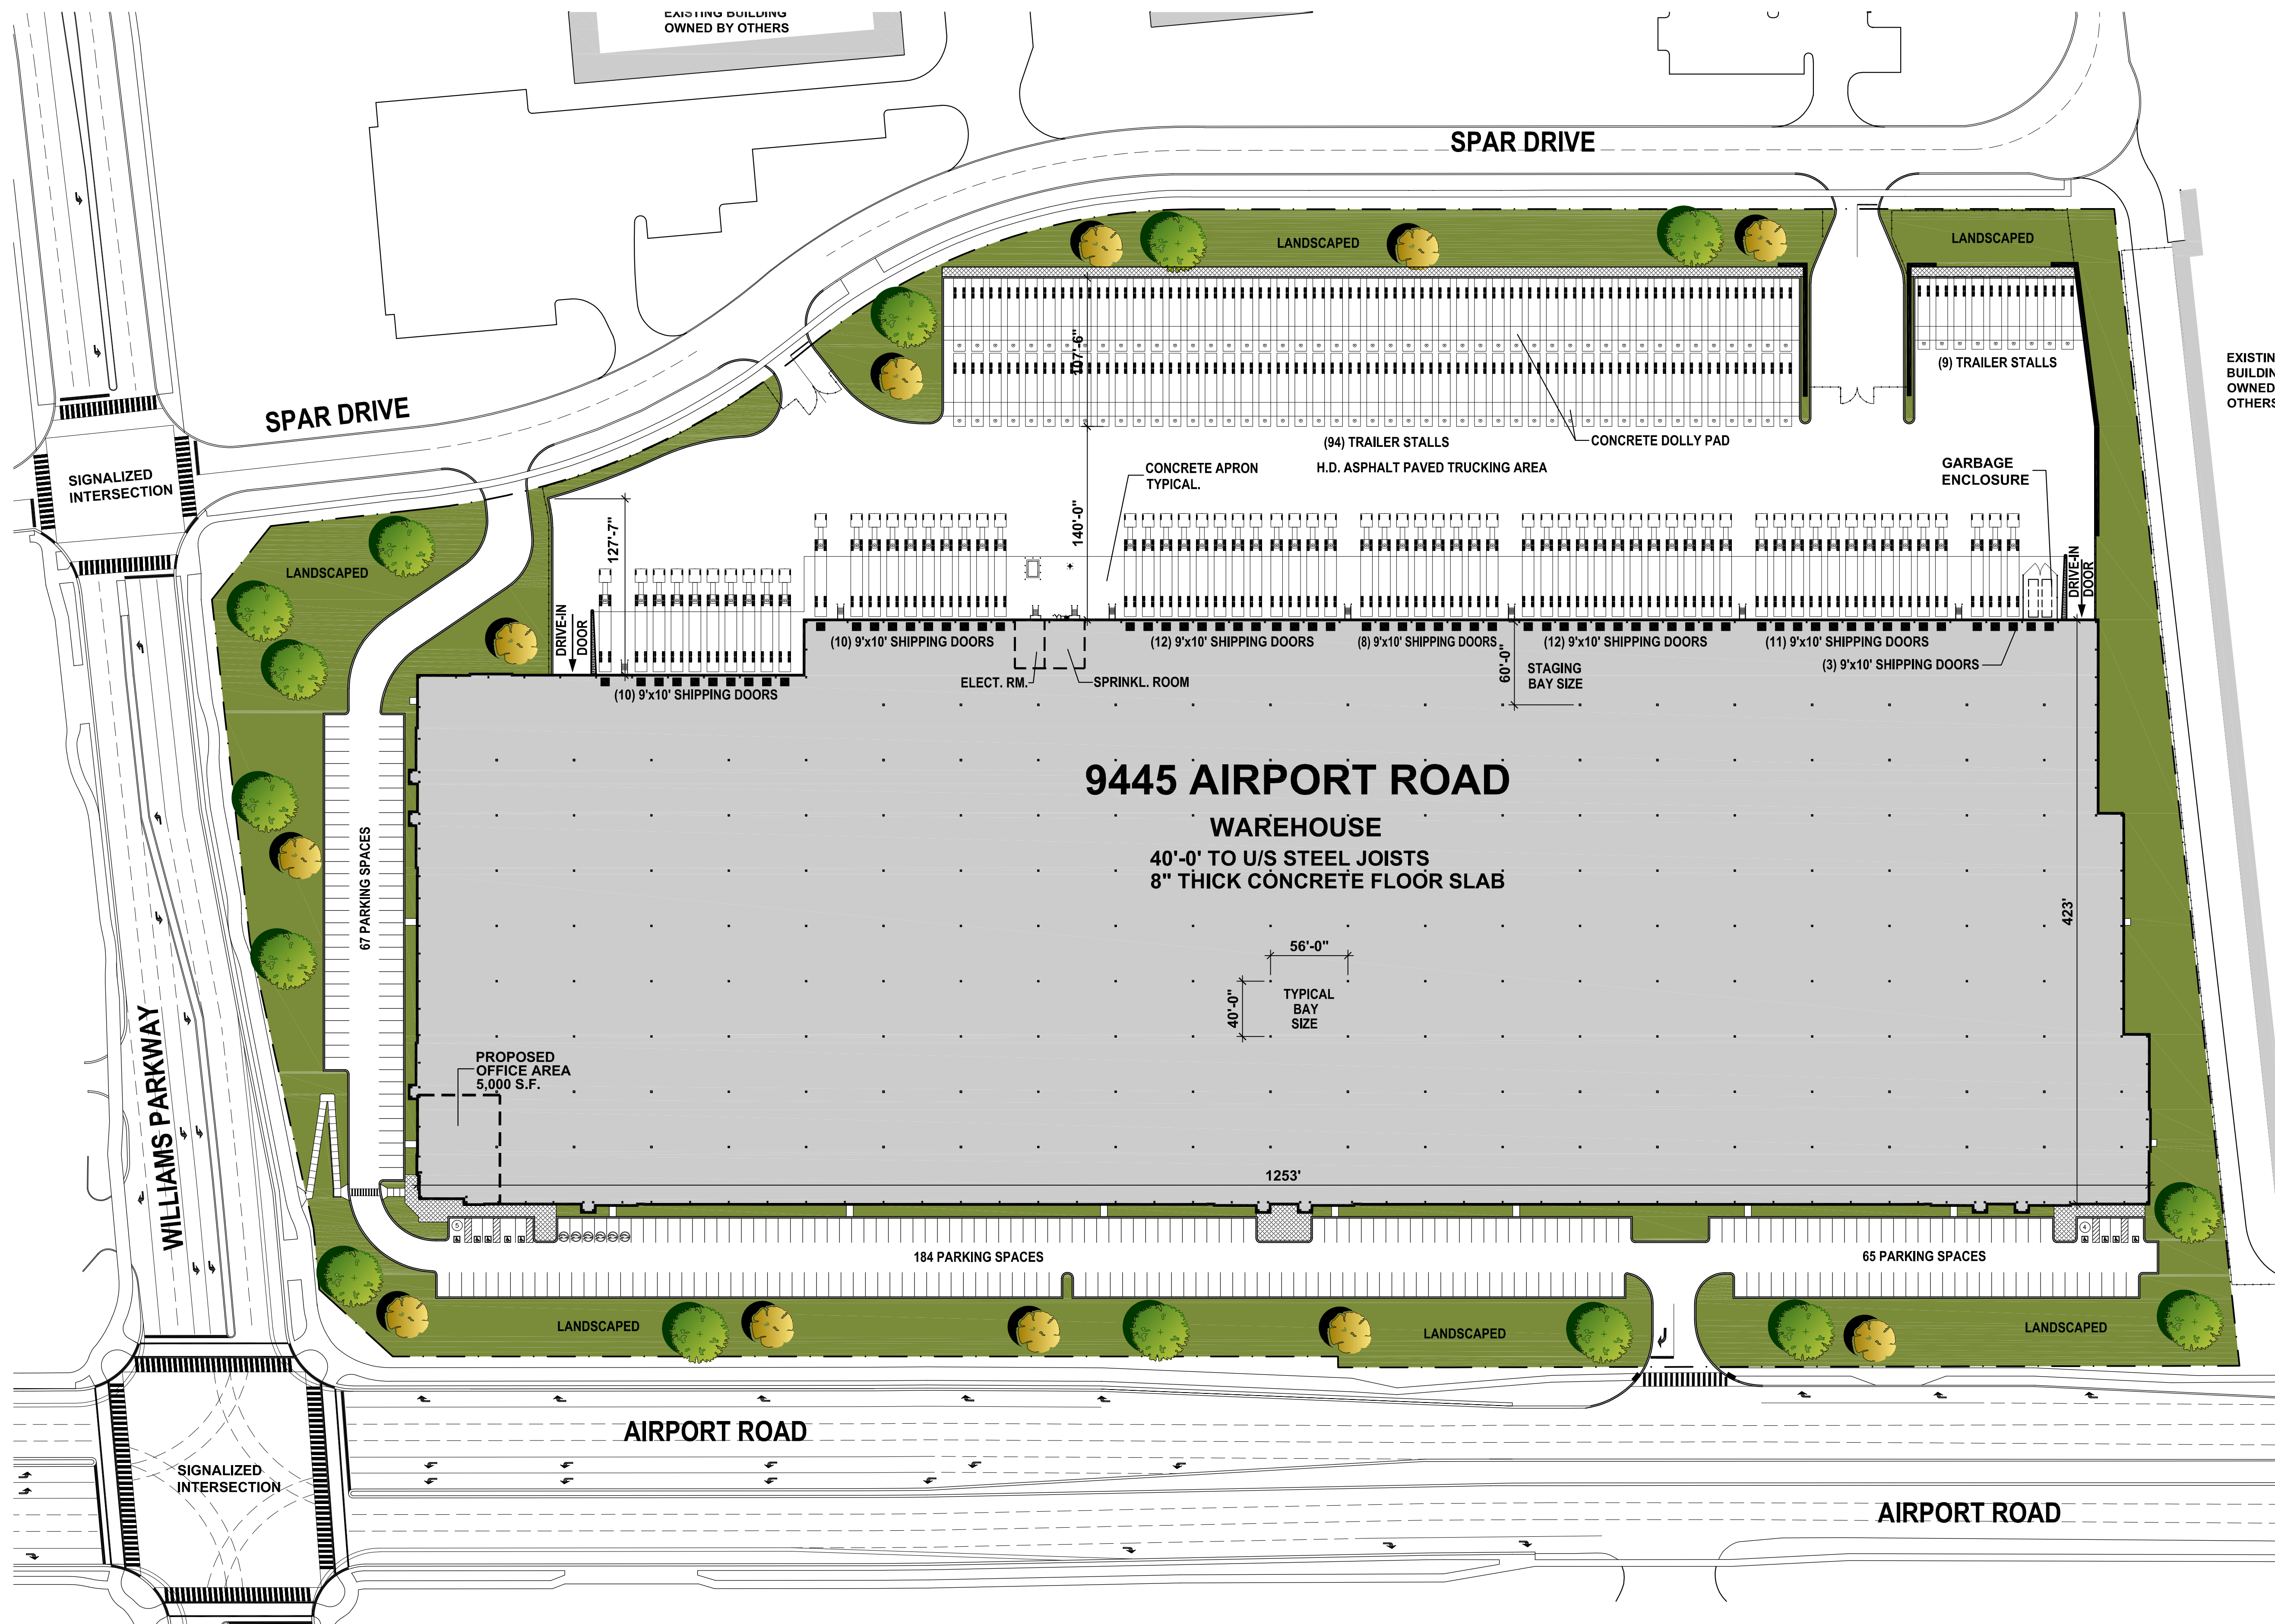 EXISTING BUILDING
OWNED BY OTHERS
SPAR DRIVE
LANDSCAPED
LANDSCAPED
107'-6"
(9) TRAILER STALLS
EXISTIN
BUILDIN
OWNED
OTHERS
SPAR DRIVE
(94) TRAILER STALLS
CONCRETE DOLLY PAD
CONCRETE APRON
TYPICAL.
H.D. ASPHALT PAVED TRUCKING AREA
GARBAGE
ENCLOSURE
SIGNALIZED
INTERSECTION
127'-7"
140'-0"
LANDSCAPED
DRIVE-IN
DOOR
DRIVE-IN
DOOR
(10) 9'x10' SHIPPING DOORS
(12) 9'x10' SHIPPING DOORS
(8) 9'x10' SHIPPING DOORS
(12) 9'x10' SHIPPING DOORS
(11) 9'x10' SHIPPING DOORS
(3) 9'x10' SHIPPING DOORS
60'-0"
STAGING
BAY SIZE
ELECT. RM.
SPRINKL. ROOM
(10) 9'x10' SHIPPING DOORS
9445 AIRPORT ROAD
WAREHOUSE
40'-0' TO U/S STEEL JOISTS
8" THICK CONCRETE FLOOR SLAB
67 PARKING SPACES
423'
56'-0"
40'-0"
TYPICAL
BAY
SIZE
WILLIAMS PARKWAY
PROPOSED
OFFICE AREA
5,000 S.F.
1253'
5
4
184 PARKING SPACES
65 PARKING SPACES
LANDSCAPED
LANDSCAPED
LANDSCAPED
AIRPORT ROAD
SIGNALIZED
INTERSECTION
AIRPORT ROAD